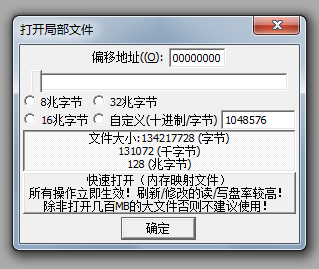 打开局部文件
偏移地址((O): 00000000
8兆字节 32兆字节
16兆字节 自定义(十进制/字节) 1048576
文件大小:134217728 (字节)
131072 (千字节)
128 (兆字节)
快速打开（内存映射文件）
所有操作立即生效！刷新/修改的读/写盘率较高！
除非打开几百MB的大文件否则不建议使用！
确定